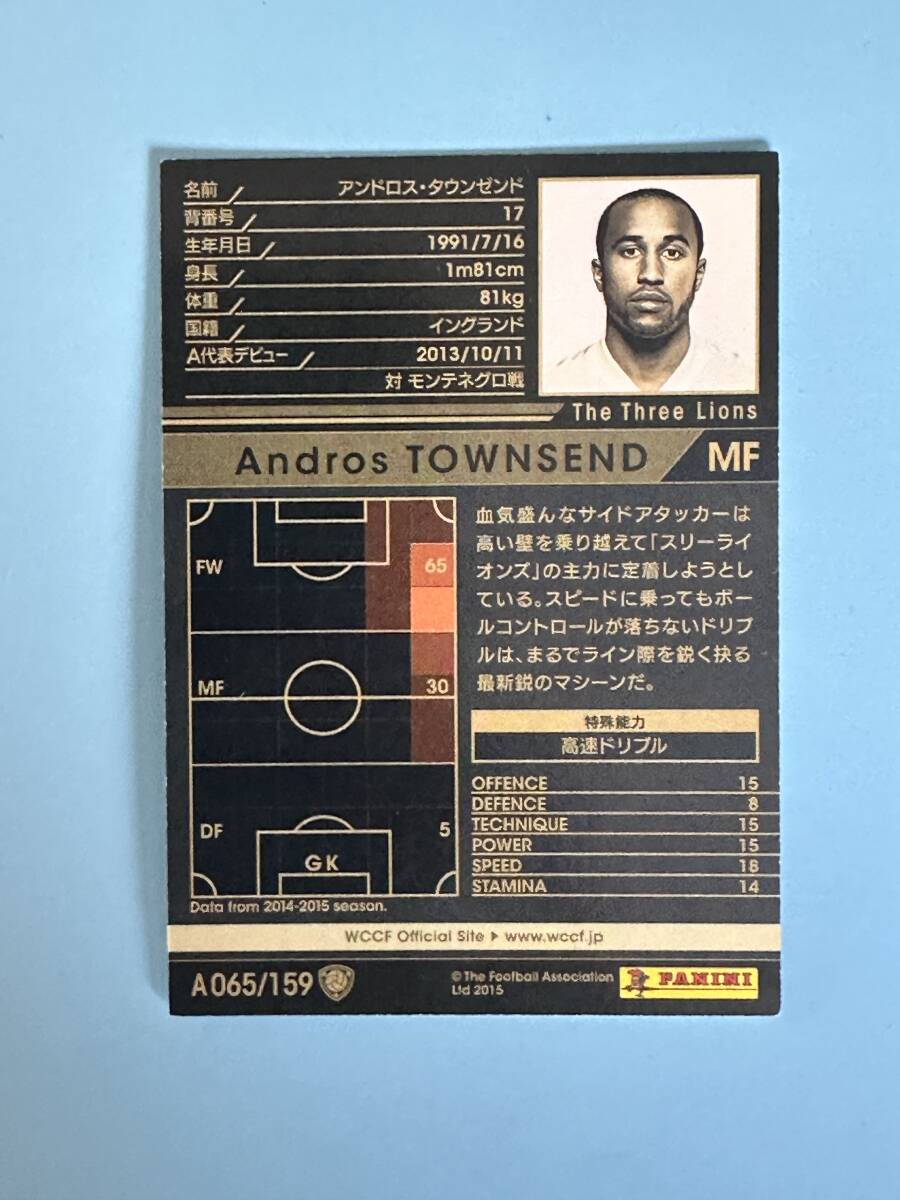 名前 アンドロス・タウンゼンド
背番号 17
生年月日 1991/7/16
身長 1m81cm
体重 81kg
国籍 イングランド
A代表デビュー 2013/10/11
対 モンテネグロ戦
The Three Lions
Andros TOWNSEND MF
FW 65
MF 30
DF 5
GK
Data from 2014-2015 season.
血気盛んなサイドアタッカーは
高い壁を乗り越えて「スリーライ
オンズ」の主力に定着しようとし
ている。スピードに乗ってもボー
ルコントロールが落ちないドリブ
ルは、まるでライン際を鋭く抉る
最新鋭のマシーンだ。
特殊能力
高速ドリブル
OFFENCE 15
DEFENCE 8
TECHNIQUE 15
POWER 15
SPEED 18
STAMINA 14
WCCF Official Site ▶ www.wccf.jp
A065/159
© The Football Association
Ltd 2015
PANINI